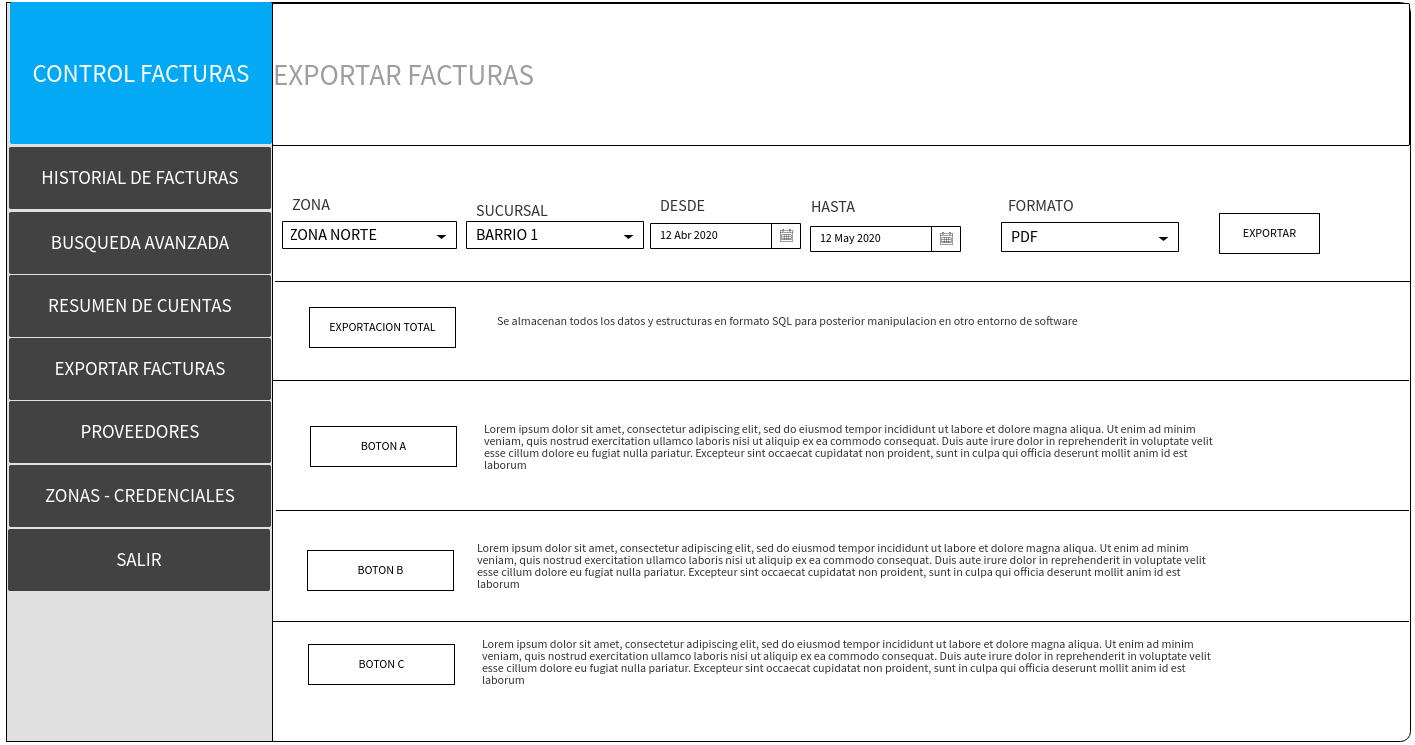 CONTROL FACTURAS
EXPORTAR FACTURAS
HISTORIAL DE FACTURAS
BUSQUEDA AVANZADA
RESUMEN DE CUENTAS
EXPORTAR FACTURAS
PROVEEDORES
ZONAS - CREDENCIALES
SALIR
ZONA
SUCURSAL
DESDE
HASTA
FORMATO
ZONA NORTE
BARRIO 1
12 Abr 2020
12 May 2020
PDF
EXPORTAR
EXPORTACION TOTAL
Se almacenan todos los datos y estructuras en formato SQL para posterior manipulacion en otro entorno de software
BOTON A
Lorem ipsum dolor sit amet, consectetur adipiscing elit, sed do eiusmod tempor incididunt ut labore et dolore magna aliqua. Ut enim ad minim
veniam, quis nostrud exercitation ullamco laboris nisi ut aliquip ex ea commodo consequat. Duis aute irure dolor in reprehenderit in voluptate velit
esse cillum dolore eu fugiat nulla pariatur. Excepteur sint occaecat cupidatat non proident, sunt in culpa qui officia deserunt mollit anim id est
laborum
BOTON B
Lorem ipsum dolor sit amet, consectetur adipiscing elit, sed do eiusmod tempor incididunt ut labore et dolore magna aliqua. Ut enim ad minim
veniam, quis nostrud exercitation ullamco laboris nisi ut aliquip ex ea commodo consequat. Duis aute irure dolor in reprehenderit in voluptate velit
esse cillum dolore eu fugiat nulla pariatur. Excepteur sint occaecat cupidatat non proident, sunt in culpa qui officia deserunt mollit anim id est
laborum
BOTON C
Lorem ipsum dolor sit amet, consectetur adipiscing elit, sed do eiusmod tempor incididunt ut labore et dolore magna aliqua. Ut enim ad minim
veniam, quis nostrud exercitation ullamco laboris nisi ut aliquip ex ea commodo consequat. Duis aute irure dolor in reprehenderit in voluptate velit
esse cillum dolore eu fugiat nulla pariatur. Excepteur sint occaecat cupidatat non proident, sunt in culpa qui officia deserunt mollit anim id est
laborum